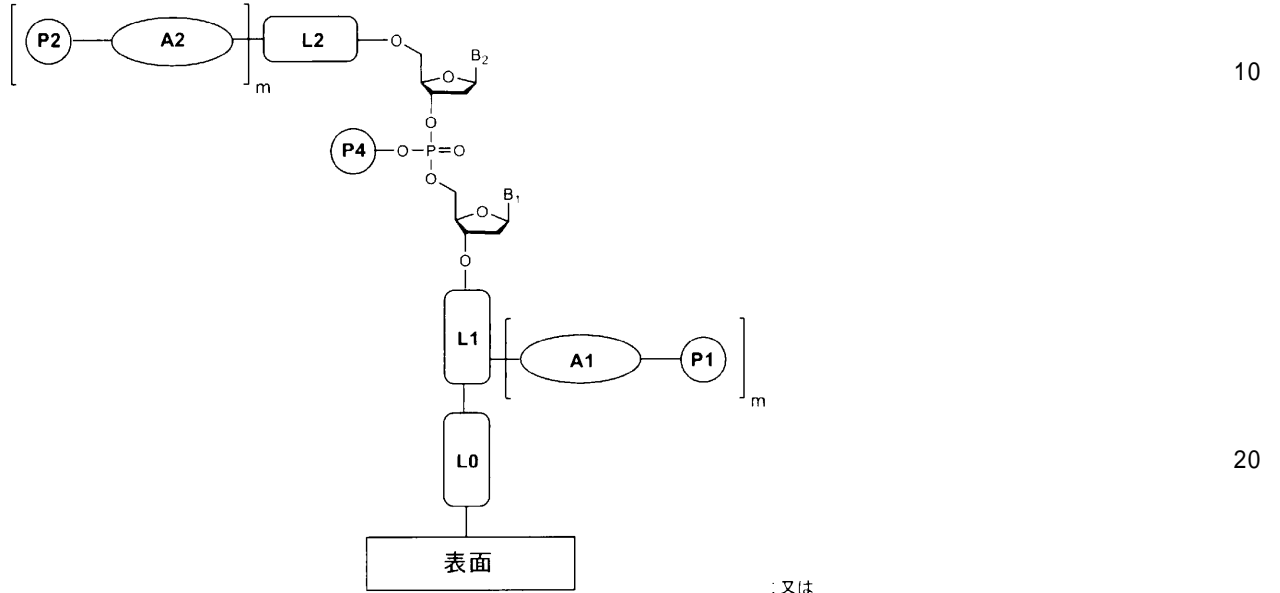 P2 A2 L2 O B₂
m
10
O
O
P4 O P=O
O B₁
O
O
L1 A1 P1
m
L0
20
表面
;又は